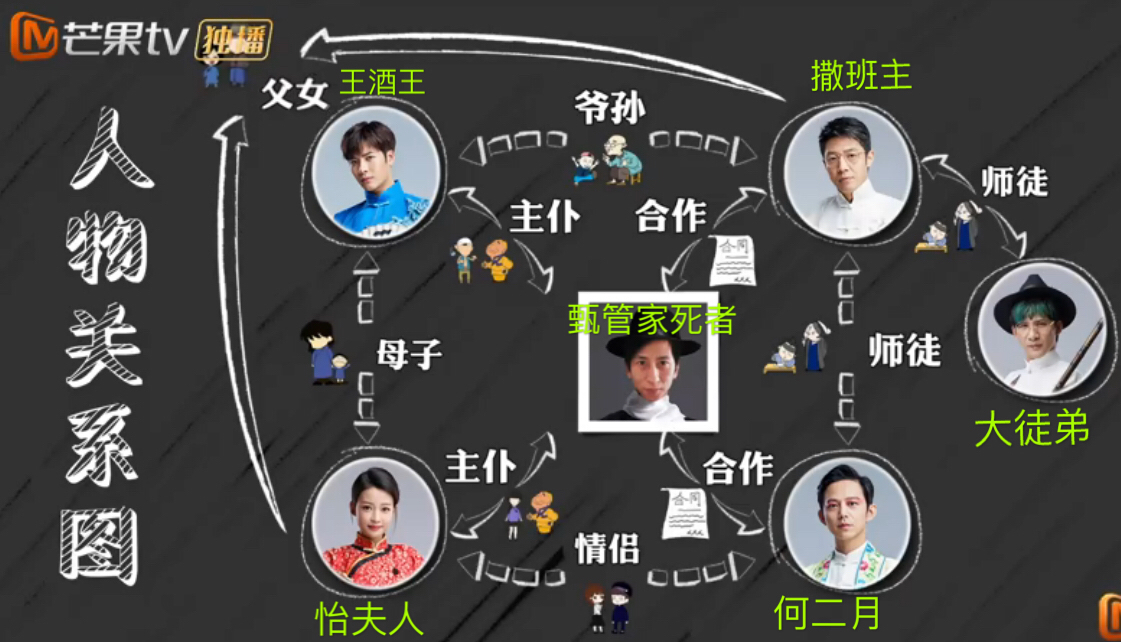 芒果tv 独播
人物关系图
父女 王酒王
撒班主
爷孙
师徒
主仆 合作
合同
甄管家死者
母子
师徒
大徒弟
主仆 合作
合同
情侣
怡夫人
何二月